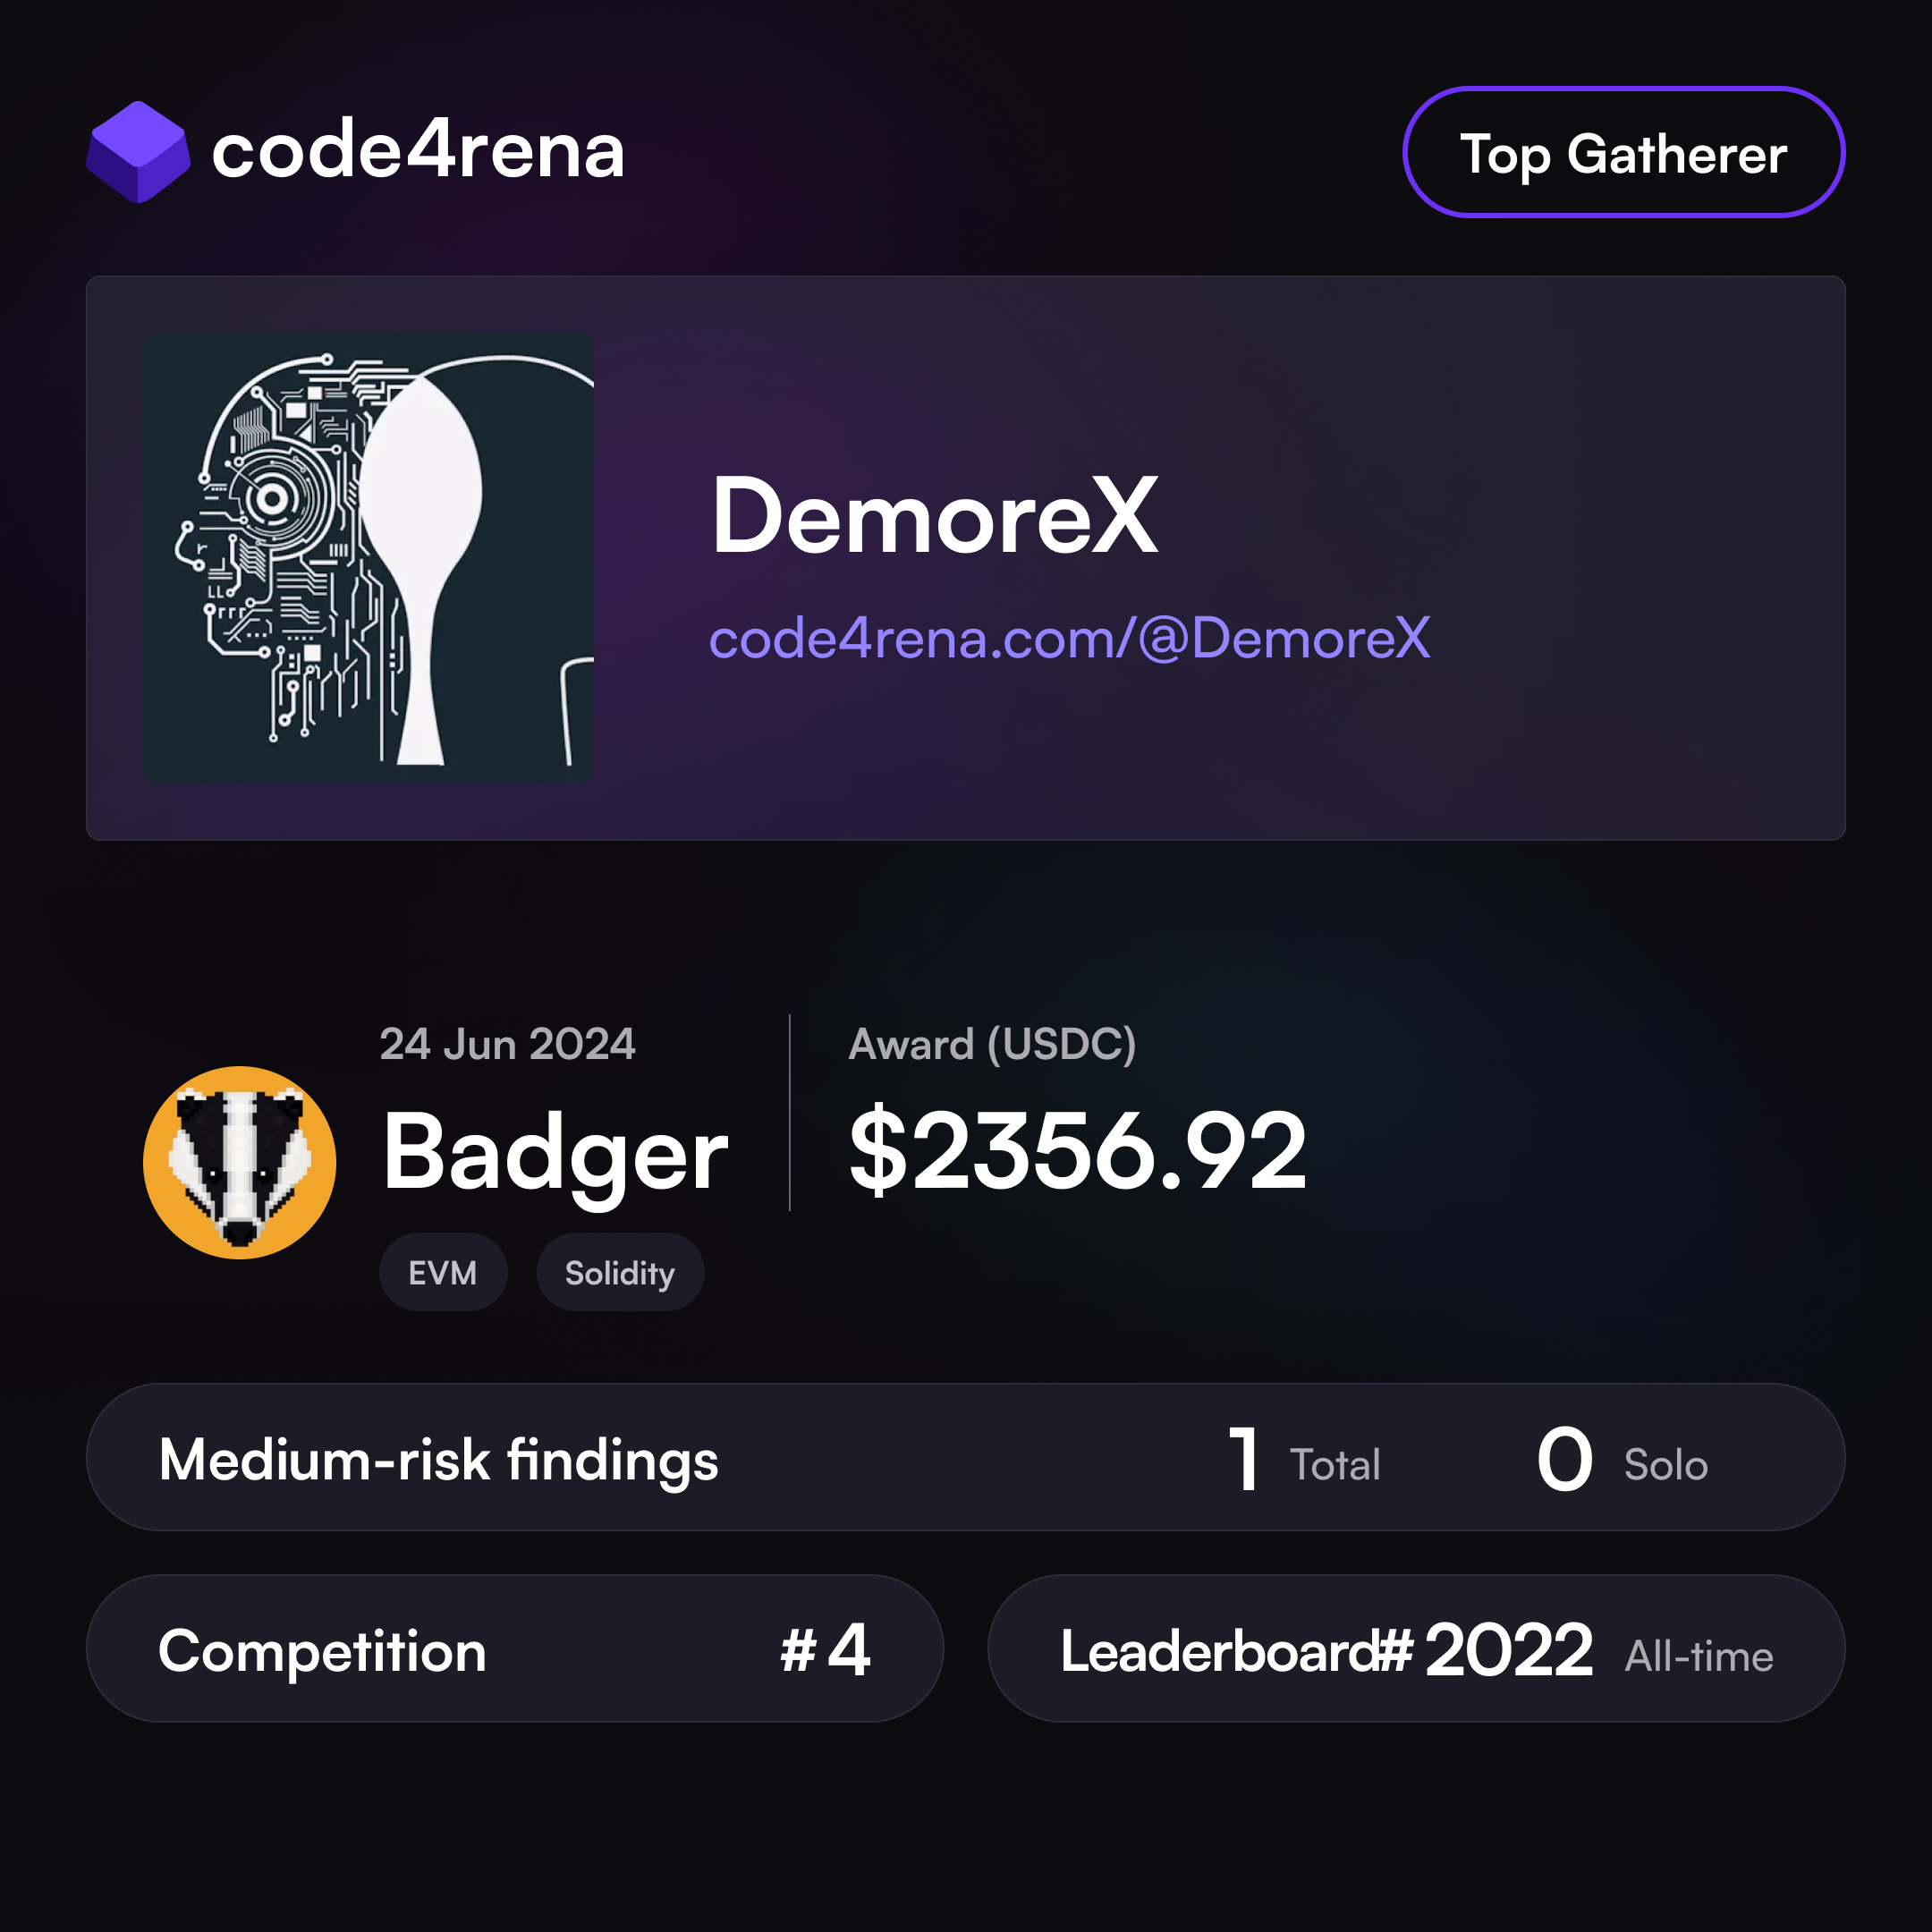 code4rena
Top Gatherer
DemoreX
code4rena.com/@DemoreX
24 Jun 2024
Badger
EVM
Solidity
Award (USDC)
$2356.92
Medium-risk findings
1 Total
0 Solo
Competition
#4
Leaderboard
#2022 All-time